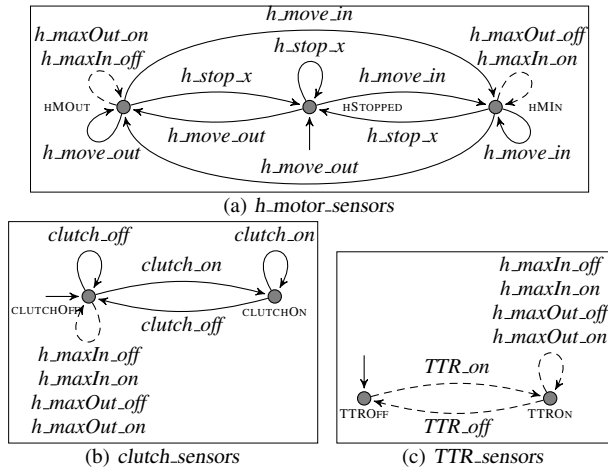 h_move_in
h_maxOut_on
h_maxIn_off
h_stop_x
h_maxOut_off
h_maxIn_on
h_stop_x
h_move_in
HMOUT
HSTOPPED
HMIN
h_move_out
h_stop_x
h_move_out
h_move_in
h_move_out
(a) h_motor_sensors
clutch_off
clutch_on
clutch_on
CLUTCHOFF
CLUTCHON
clutch_off
h_maxIn_off
h_maxIn_on
h_maxOut_off
h_maxOut_on
(b) clutch_sensors
h_maxIn_off
h_maxIn_on
h_maxOut_off
h_maxOut_on
TTR_on
TTROFF
TTRON
TTR_off
(c) TTR_sensors